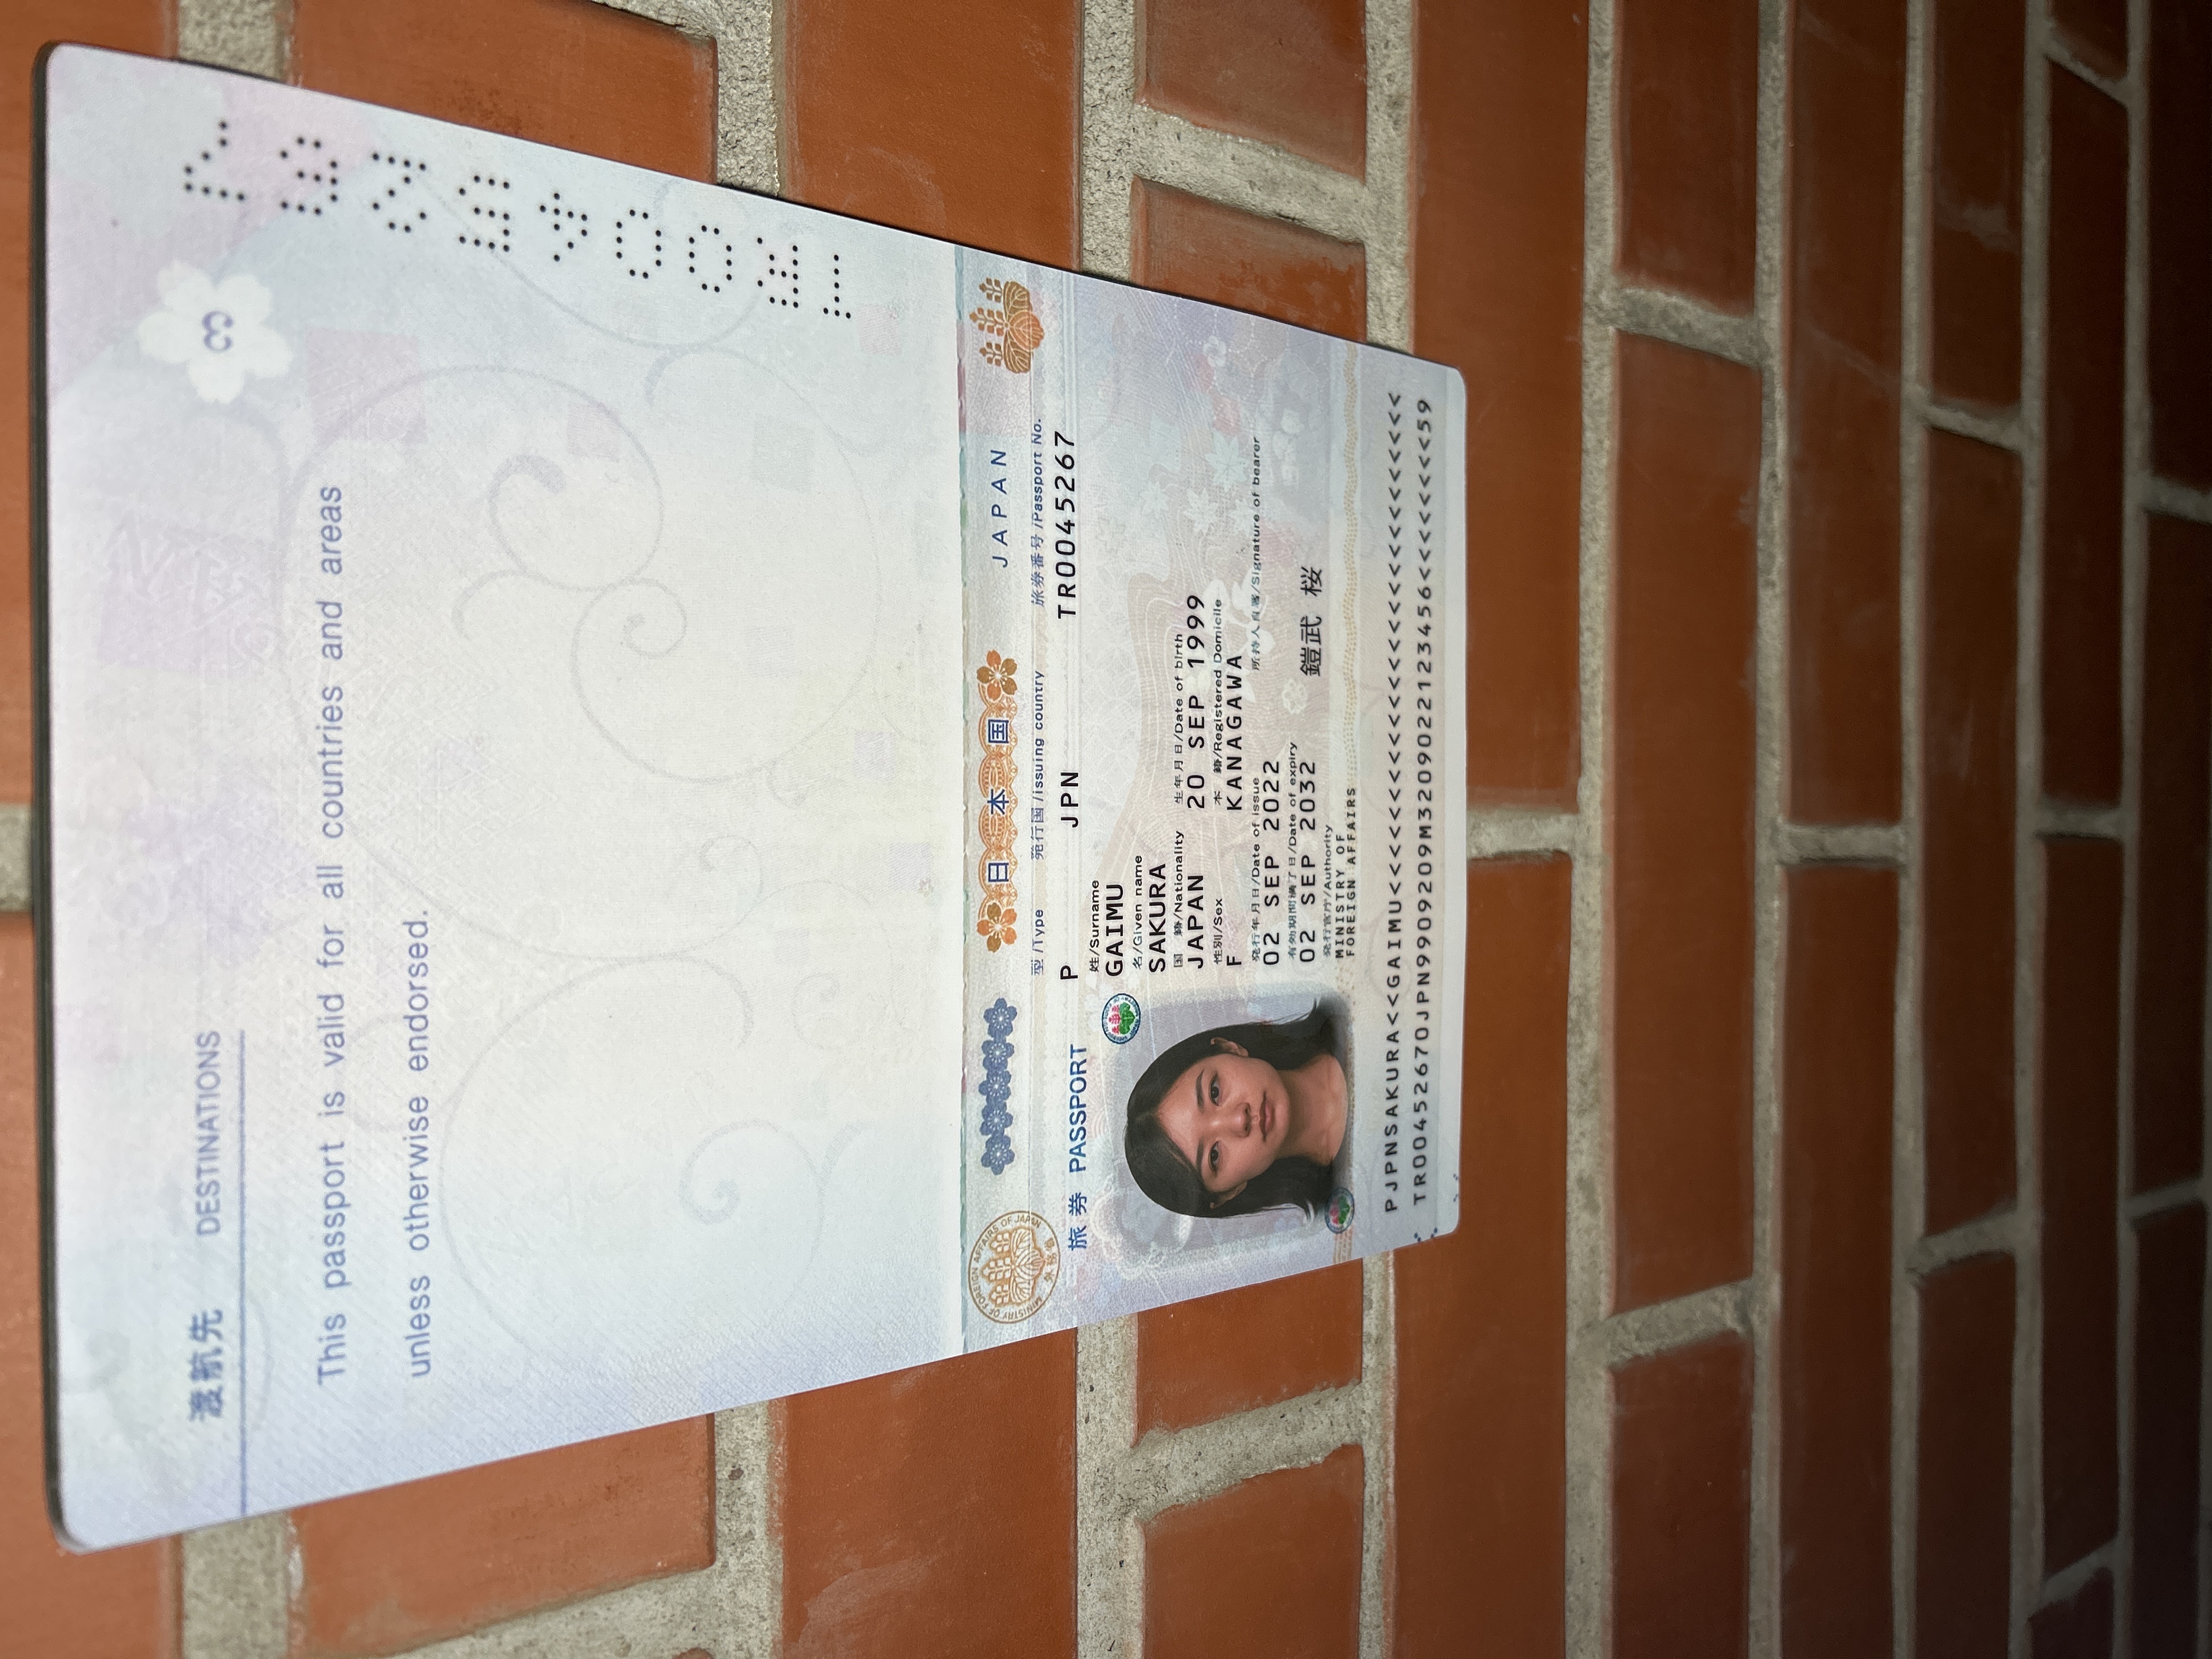 渡航先 DESTINATIONS
3
This passport is valid for all countries and areas
unless otherwise endorsed.
TR0045267
MINISTRY OF FOREIGN AFFAIRS OF JAPAN
外務省
日本国 JAPAN
型/Type 発行国/Issuing country 旅券番号/Passport No.
旅券 PASSPORT P JPN TR0045267
姓/Surname
GAIMU
名/Given name
SAKURA
国 籍/Nationality 生年月日/Date of birth
JAPAN 20 SEP 1999
性別/Sex 本 籍/Registered Domicile
F KANAGAWA
発行年月日/Date of issue 所持人自署/Signature of bearer
02 SEP 2022
有効期間満了日/Date of expiry
02 SEP 2032 鎧武 桜
発行官庁/Authority
MINISTRY OF
FOREIGN AFFAIRS
PJPNSAKURA<<GAIMU<<<<<<<<<<<<<<<<<<<<<<<<<<<
TR00452670JPN9909209M3209022123456<<<<<<<<59